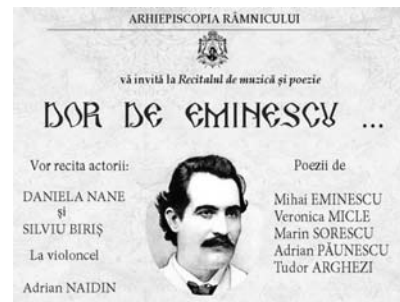 ARHIEPISCOPIA RÂMNICULUI
vă invită la Recitalul de muzică și poezie
DOR DE EMINESCU ...
Vor recita actorii:
DANIELA NANE
și
SILVIU BIRIȘ
La violoncel
Adrian NAIDIN
Poezii de
Mihai EMINESCU
Veronica MICLE
Marin SORESCU
Adrian PĂUNESCU
Tudor ARGHEZI